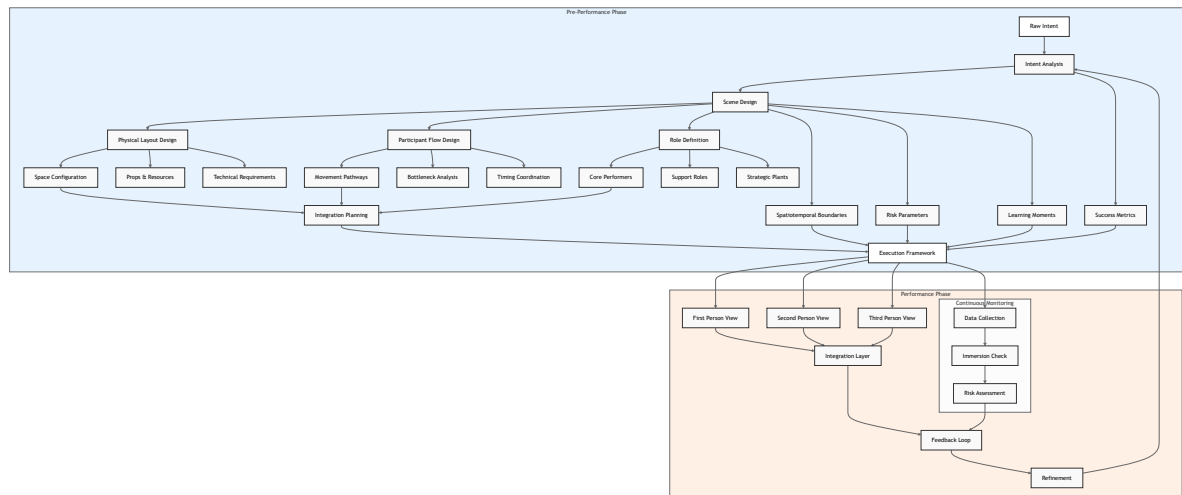 Pre-Performance Phase
Raw Intent
Intent Analysis
Scene Design
Physical Layout Design
Participant Flow Design
Role Definition
Space Configuration
Props & Resources
Technical Requirements
Movement Pathways
Bottleneck Analysis
Timing Coordination
Core Performers
Support Roles
Strategic Plants
Integration Planning
Spatiotemporal Boundaries
Risk Parameters
Learning Moments
Success Metrics
Execution Framework
Performance Phase
Continuous Monitoring
First Person View
Second Person View
Third Person View
Data Collection
Integration Layer
Immersion Check
Risk Assessment
Feedback Loop
Refinement